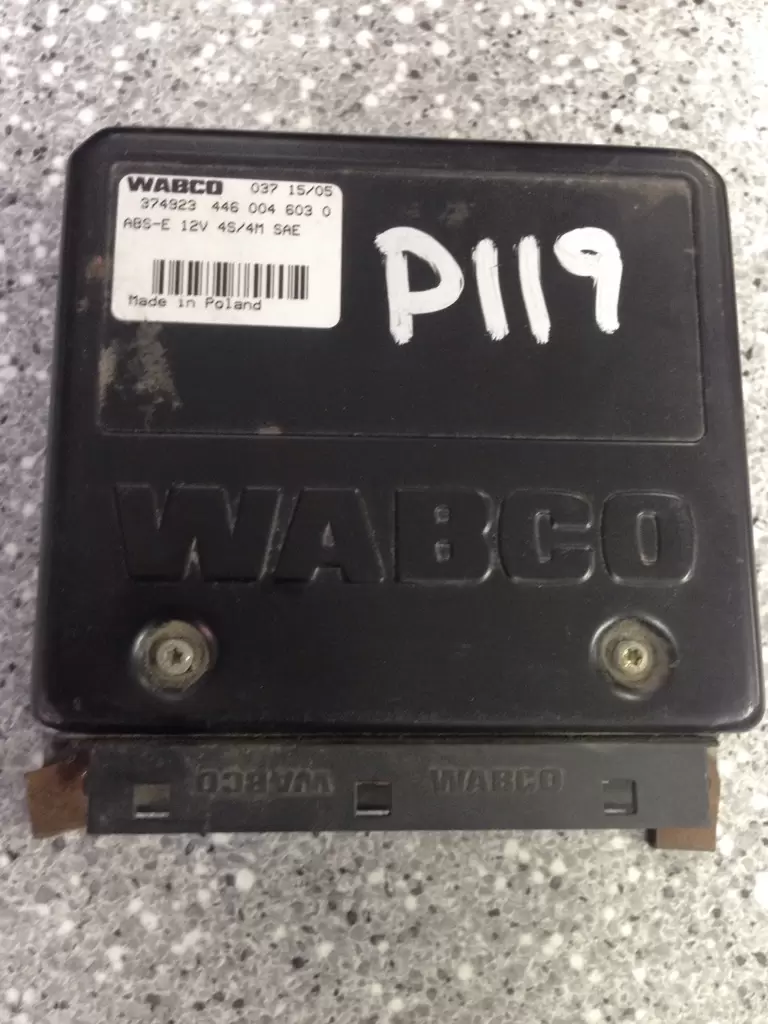 WABCO 037 15/05
374923 446 004 603 0
ABS-E 12V 4S/4M SAE
Made in Poland
P119
WABCO
WABCO WABCO